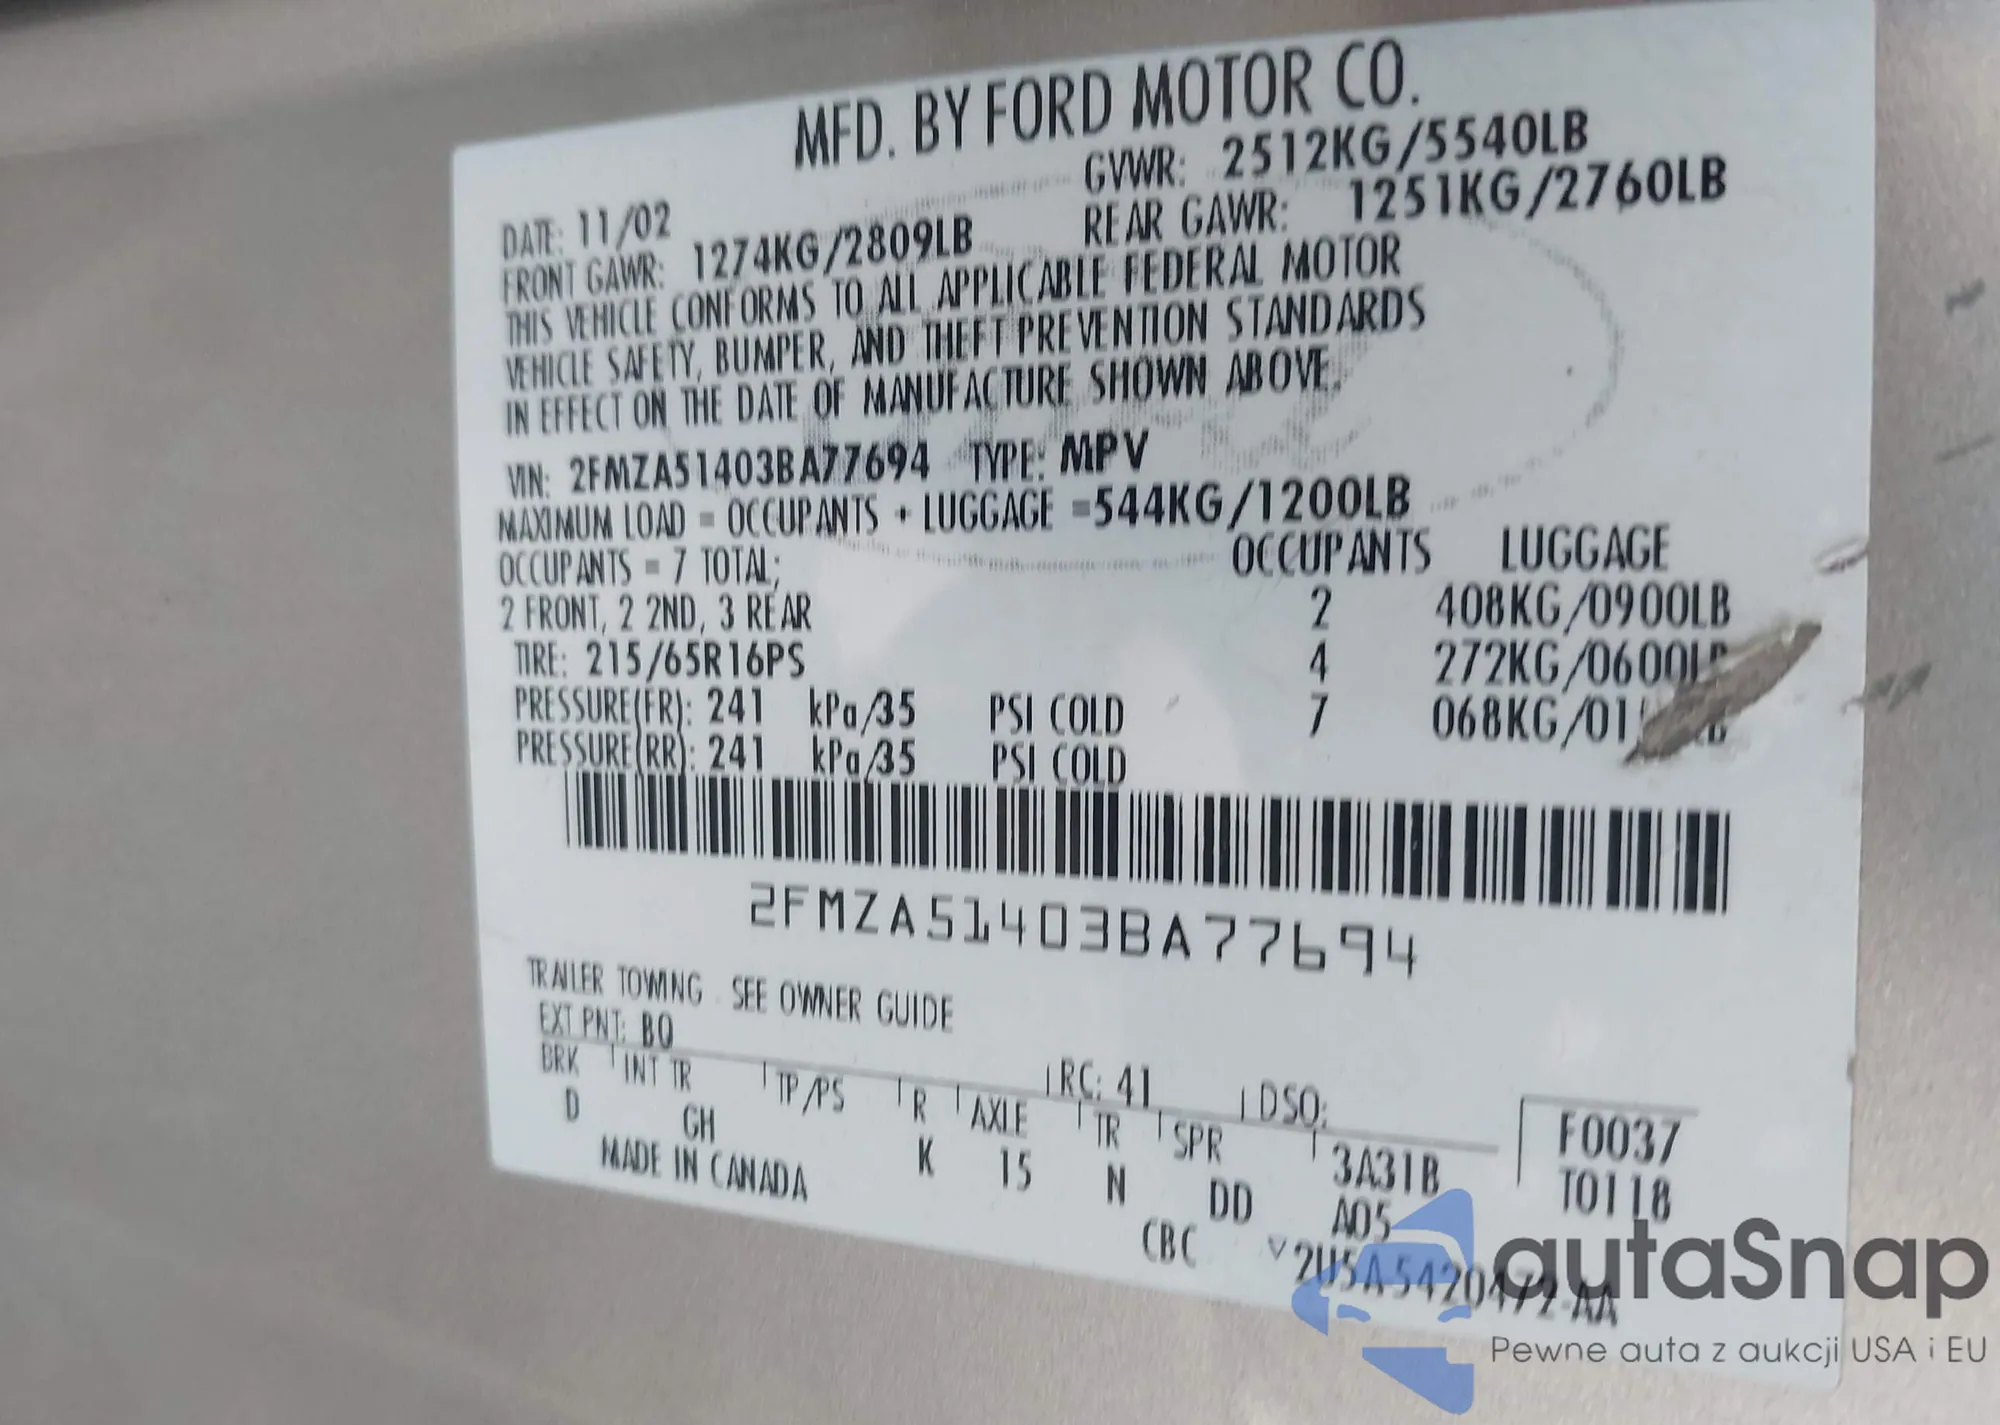 MFD. BY FORD MOTOR CO.
DATE: 11/02 GVWR: 2512KG/5540LB
FRONT GAWR: 1274KG/2809LB REAR GAWR: 1251KG/2760LB
THIS VEHICLE CONFORMS TO ALL APPLICABLE FEDERAL MOTOR
VEHICLE SAFETY, BUMPER, AND THEFT PREVENTION STANDARDS
IN EFFECT ON THE DATE OF MANUFACTURE SHOWN ABOVE.
VIN: 2FMZA51403BA77694 TYPE: MPV
MAXIMUM LOAD = OCCUPANTS + LUGGAGE =544KG/1200LB
OCCUPANTS = 7 TOTAL; OCCUPANTS LUGGAGE
2 FRONT, 2 2ND, 3 REAR 2 408KG/0900LB
TIRE: 215/65R16PS 4 272KG/0600LB
PRESSURE(FR): 241 kPa/35 PSI COLD 7 068KG/
PRESSURE(RR): 241 kPa/35 PSI COLD
2FMZA51403BA77694
TRAILER TOWING - SEE OWNER GUIDE
EXT PNT: BQ RC: 41 DSO:
BRK INT TR TP/PS R AXLE TR SPR F0037
D GH K 15 N DD 3A31B T0118
MADE IN CANADA A05
CBC
autaSnap
Pewne auta z aukcji USA i EU